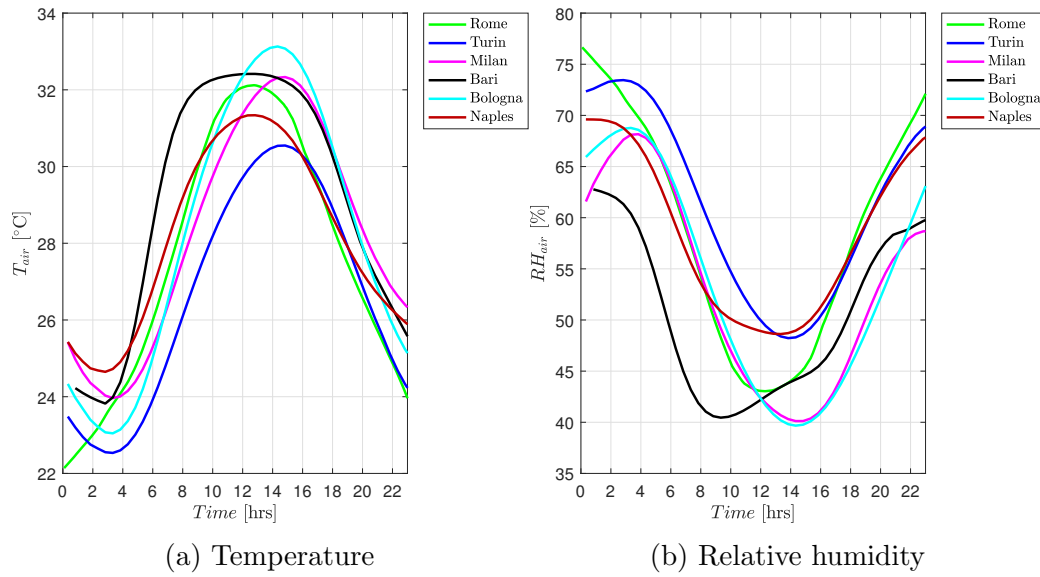 34
32
30
28
26
24
22
T_air [°C]
0 2 4 6 8 10 12 14 16 18 20 22
Time [hrs]
Rome
Turin
Milan
Bari
Bologna
Naples
(a) Temperature
80
75
70
65
60
55
50
45
40
35
RH_air [%]
0 2 4 6 8 10 12 14 16 18 20 22
Time [hrs]
Rome
Turin
Milan
Bari
Bologna
Naples
(b) Relative humidity